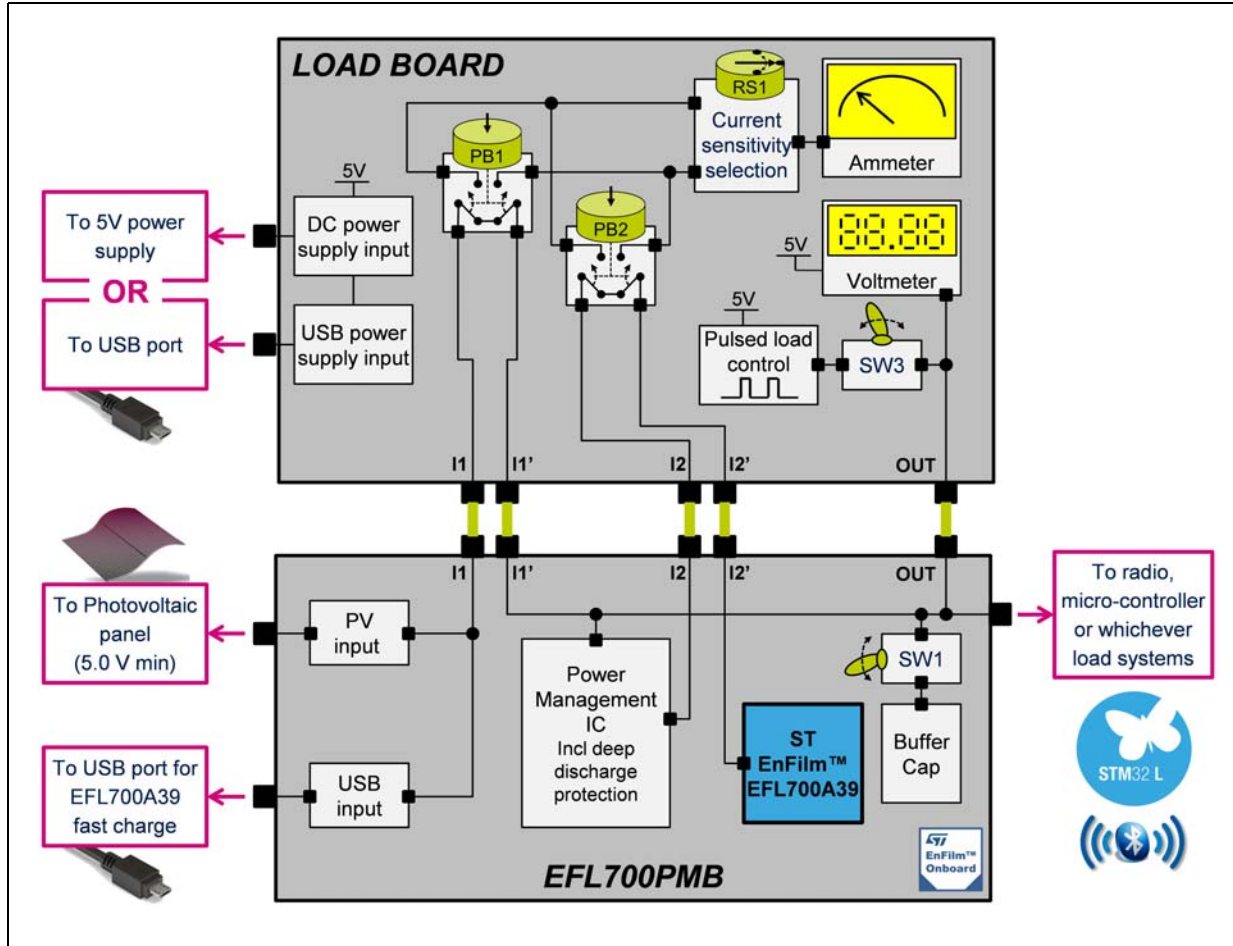 LOAD BOARD
RS1
Current
sensitivity
selection
Ammeter
PB1
PB2
5V
DC power
supply input
USB power
supply input
To 5V power
supply
OR
To USB port
5V
88.88
Voltmeter
5V
Pulsed load
control
SW3
I1
I1’
I2
I2’
OUT
I1
I1’
I2
I2’
OUT
To Photovoltaic
panel
(5.0 V min)
PV
input
To USB port for
EFL700A39
fast charge
USB
input
Power
Management
IC
Incl deep
discharge
protection
ST
EnFilm™
EFL700A39
SW1
Buffer
Cap
To radio,
micro-controller
or whichever
load systems
STM32 L
ST
EnFilm™
Onboard
EFL700PMB